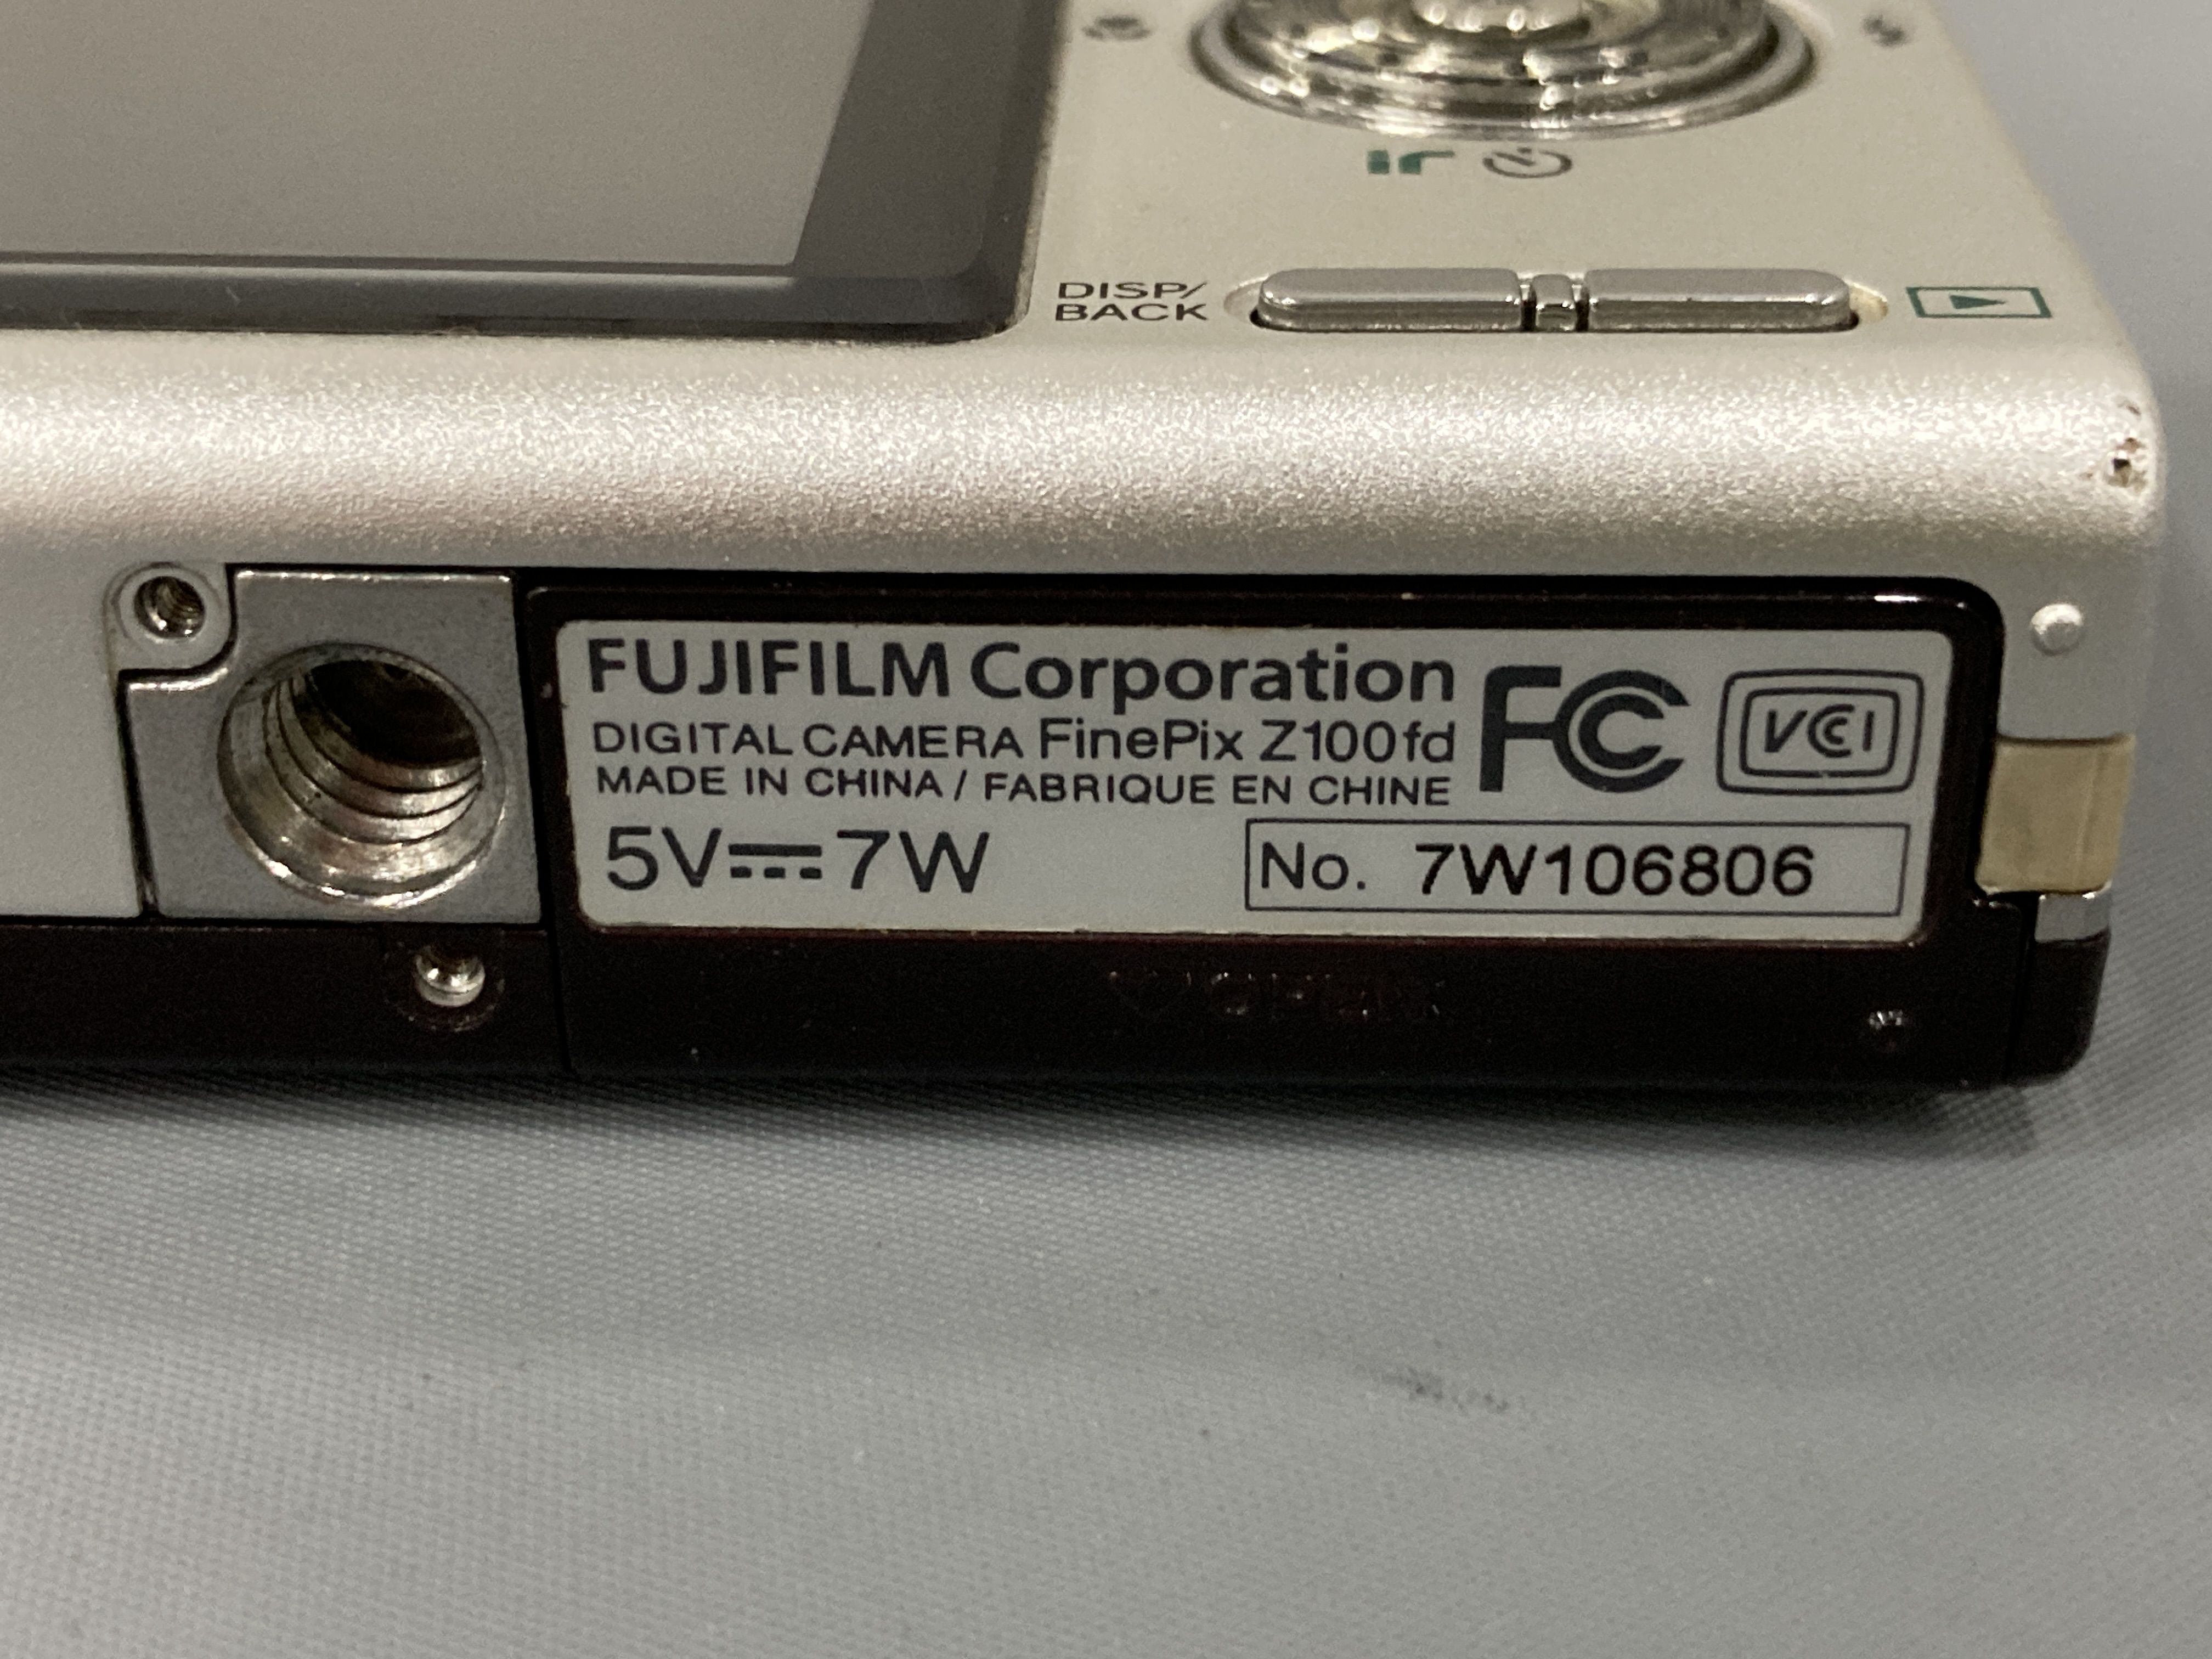 DISP/
BACK
FUJIFILM Corporation
DIGITAL CAMERA FinePix Z100fd
MADE IN CHINA / FABRIQUE EN CHINE
FC
VCCI
5V⎓7W
No. 7W106806